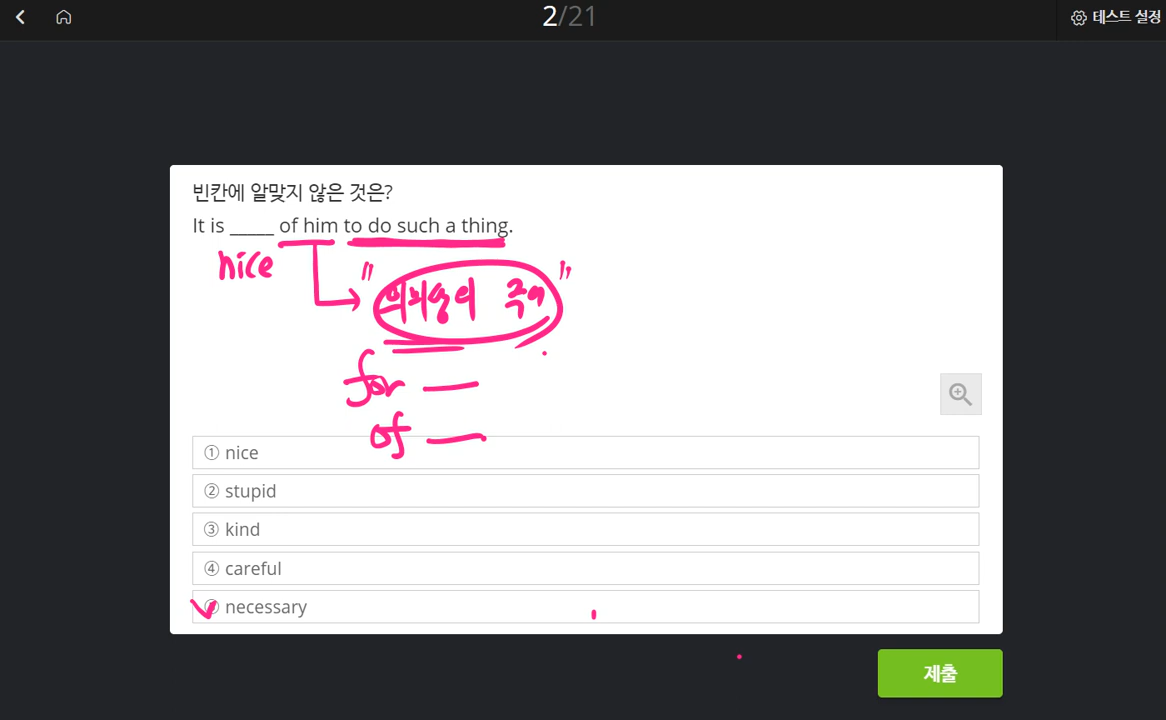 2/21
테스트 설정
빈칸에 알맞지 않은 것은?
It is _____ of him to do such a thing.
nice
"의미상의 주어"
for —
of —
① nice
② stupid
③ kind
④ careful
⑤ necessary
제출